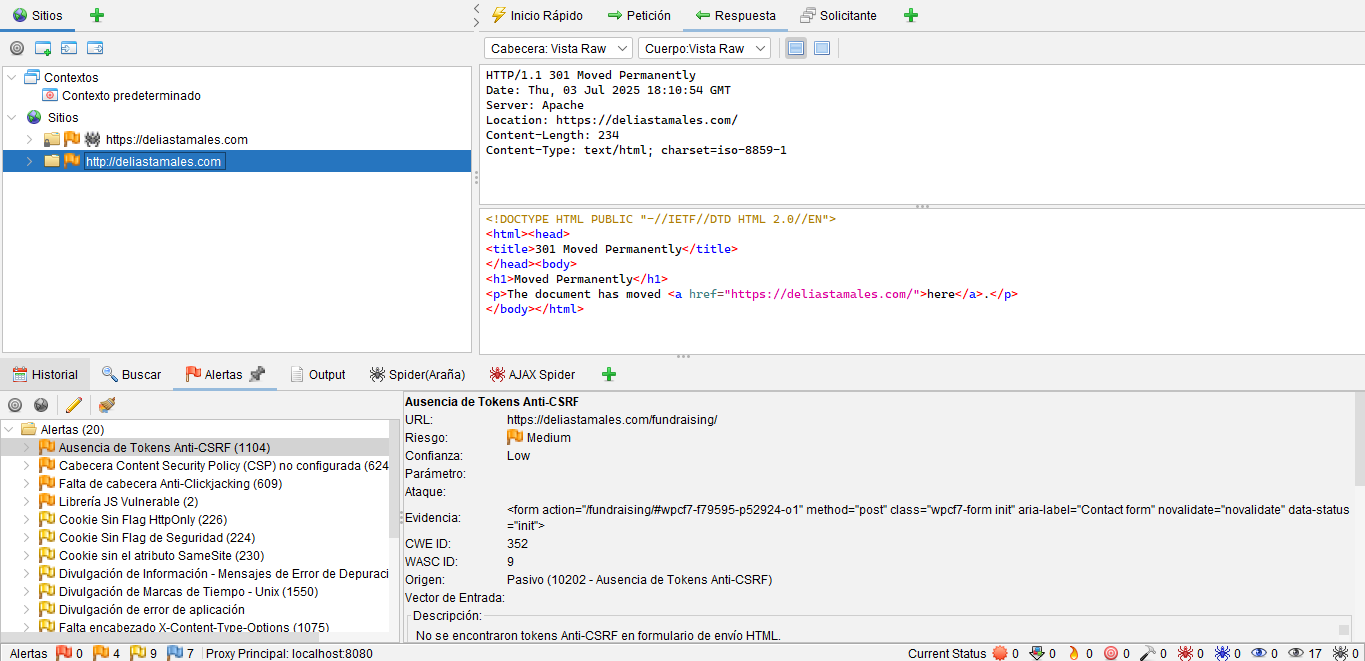 Sitios
Inicio Rápido
Petición
Respuesta
Solicitante
Cabecera: Vista Raw
Cuerpo:Vista Raw
Contextos
Contexto predeterminado
Sitios
https://deliastamales.com
http://deliastamales.com
HTTP/1.1 301 Moved Permanently
Date: Thu, 03 Jul 2025 18:10:54 GMT
Server: Apache
Location: https://deliastamales.com/
Content-Length: 234
Content-Type: text/html; charset=iso-8859-1
<!DOCTYPE HTML PUBLIC "-//IETF//DTD HTML 2.0//EN">
<html><head>
<title>301 Moved Permanently</title>
</head><body>
<h1>Moved Permanently</h1>
<p>The document has moved <a href="https://deliastamales.com/">here</a>.</p>
</body></html>
Historial
Buscar
Alertas
Output
Spider(Araña)
AJAX Spider
Alertas (20)
Ausencia de Tokens Anti-CSRF (1104)
Cabecera Content Security Policy (CSP) no configurada (624
Falta de cabecera Anti-Clickjacking (609)
Librería JS Vulnerable (2)
Cookie Sin Flag HttpOnly (226)
Cookie Sin Flag de Seguridad (224)
Cookie sin el atributo SameSite (230)
Divulgación de Información - Mensajes de Error de Depuraci
Divulgación de Marcas de Tiempo - Unix (1550)
Divulgación de error de aplicación
Falta encabezado X-Content-Type-Options (1075)
Ausencia de Tokens Anti-CSRF
URL: https://deliastamales.com/fundraising/
Riesgo: Medium
Confianza: Low
Parámetro:
Ataque:
Evidencia: <form action="/fundraising/#wpcf7-f79595-p52924-o1" method="post" class="wpcf7-form init" aria-label="Contact form" novalidate="novalidate" data-status
="init">
CWE ID: 352
WASC ID: 9
Origen: Pasivo (10202 - Ausencia de Tokens Anti-CSRF)
Vector de Entrada:
Descripción:
No se encontraron tokens Anti-CSRF en formulario de envío HTML.
Alertas 0 4 9 7 Proxy Principal: localhost:8080
Current Status 0 0 0 0 0 0 0 0 17 0